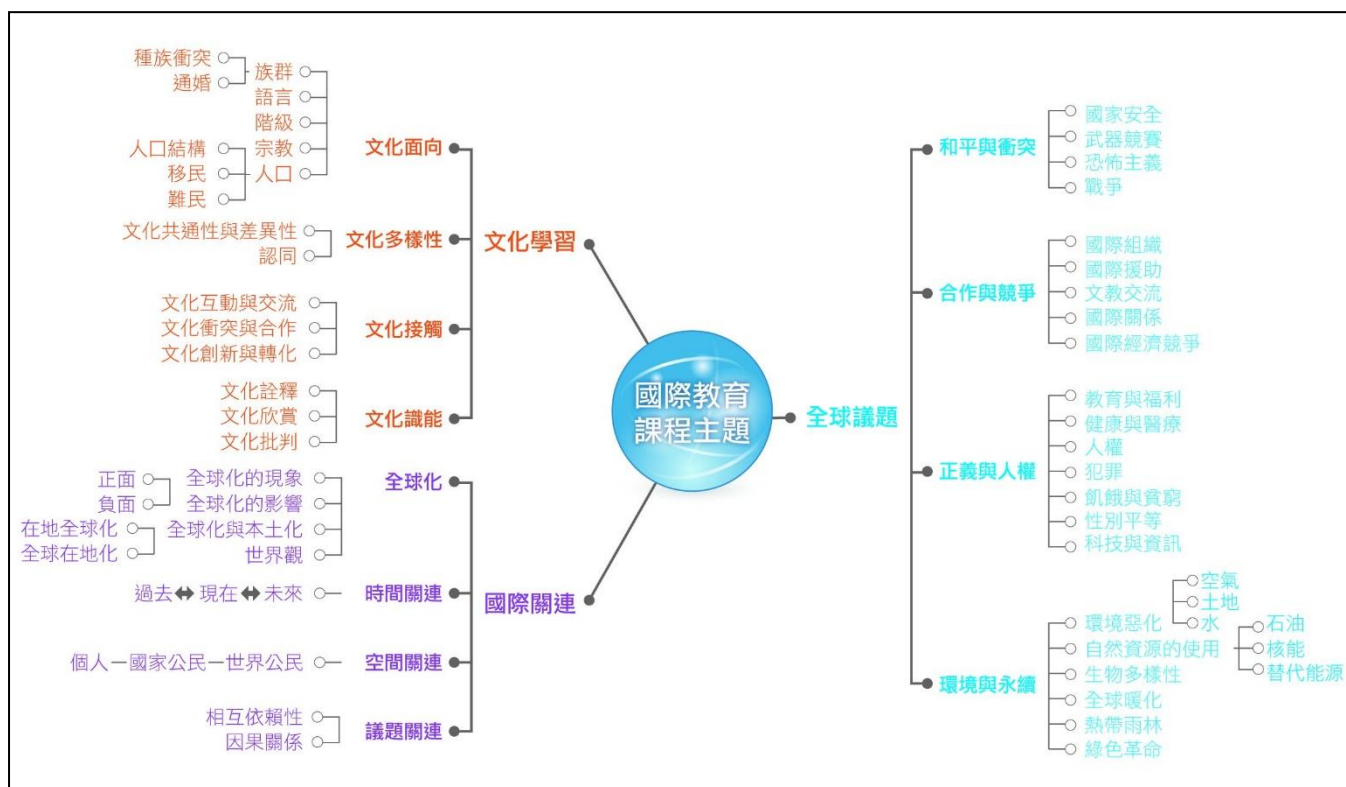 國際教育
課程主題
文化學習
文化面向
族群
種族衝突
通婚
語言
階級
宗教
人口
人口結構
移民
難民
文化多樣性
文化共通性與差異性
認同
文化接觸
文化互動與交流
文化衝突與合作
文化創新與轉化
文化識能
文化詮釋
文化欣賞
文化批判
國際關連
全球化
全球化的現象
全球化的影響
正面
負面
全球化與本土化
在地全球化
全球在地化
世界觀
時間關連
過去⬌現在⬌未來
空間關連
個人－國家公民－世界公民
議題關連
相互依賴性
因果關係
全球議題
和平與衝突
國家安全
武器競賽
恐怖主義
戰爭
合作與競爭
國際組織
國際援助
文教交流
國際關係
國際經濟競爭
正義與人權
教育與福利
健康與醫療
人權
犯罪
飢餓與貧窮
性別平等
科技與資訊
環境與永續
環境惡化
空氣
土地
水
自然資源的使用
石油
核能
替代能源
生物多樣性
全球暖化
熱帶雨林
綠色革命